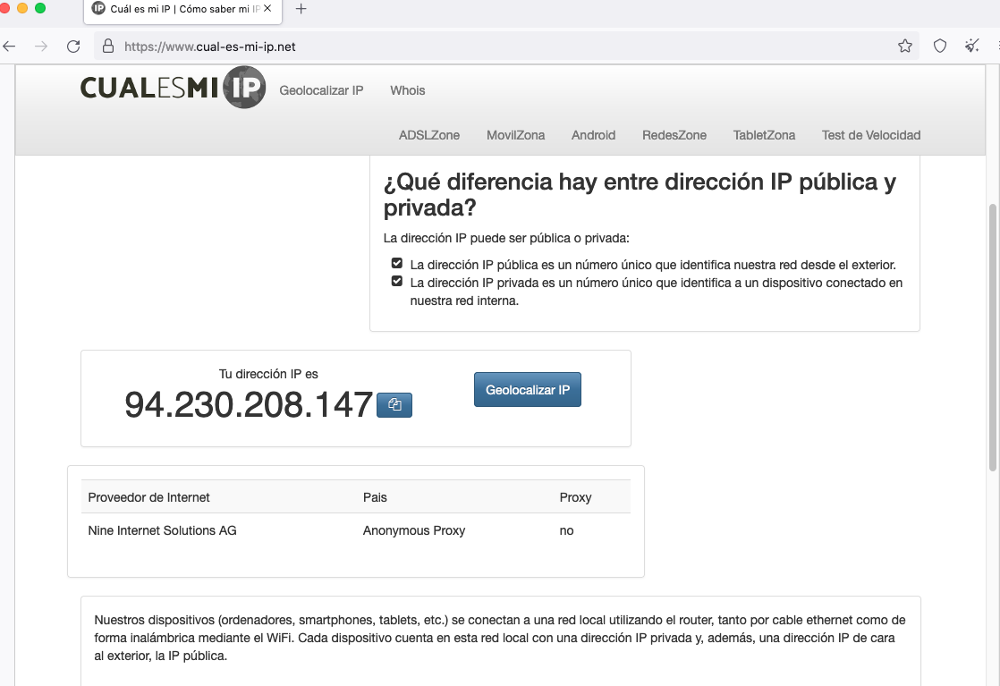 Cuál es mi IP | Cómo saber mi IP
https://www.cual-es-mi-ip.net
CUALESMI IP
Geolocalizar IP
Whois
ADSLZone
MovilZona
Android
RedesZone
TabletZona
Test de Velocidad
¿Qué diferencia hay entre dirección IP pública y
privada?
La dirección IP puede ser pública o privada:
La dirección IP pública es un número único que identifica nuestra red desde el exterior.
La dirección IP privada es un número único que identifica a un dispositivo conectado en
nuestra red interna.
Tu dirección IP es
94.230.208.147
Geolocalizar IP
Proveedor de Internet
Pais
Proxy
Nine Internet Solutions AG
Anonymous Proxy
no
Nuestros dispositivos (ordenadores, smartphones, tablets, etc.) se conectan a una red local utilizando el router, tanto por cable ethernet como de
forma inalámbrica mediante el WiFi. Cada dispositivo cuenta en esta red local con una dirección IP privada y, además, una dirección IP de cara
al exterior, la IP pública.